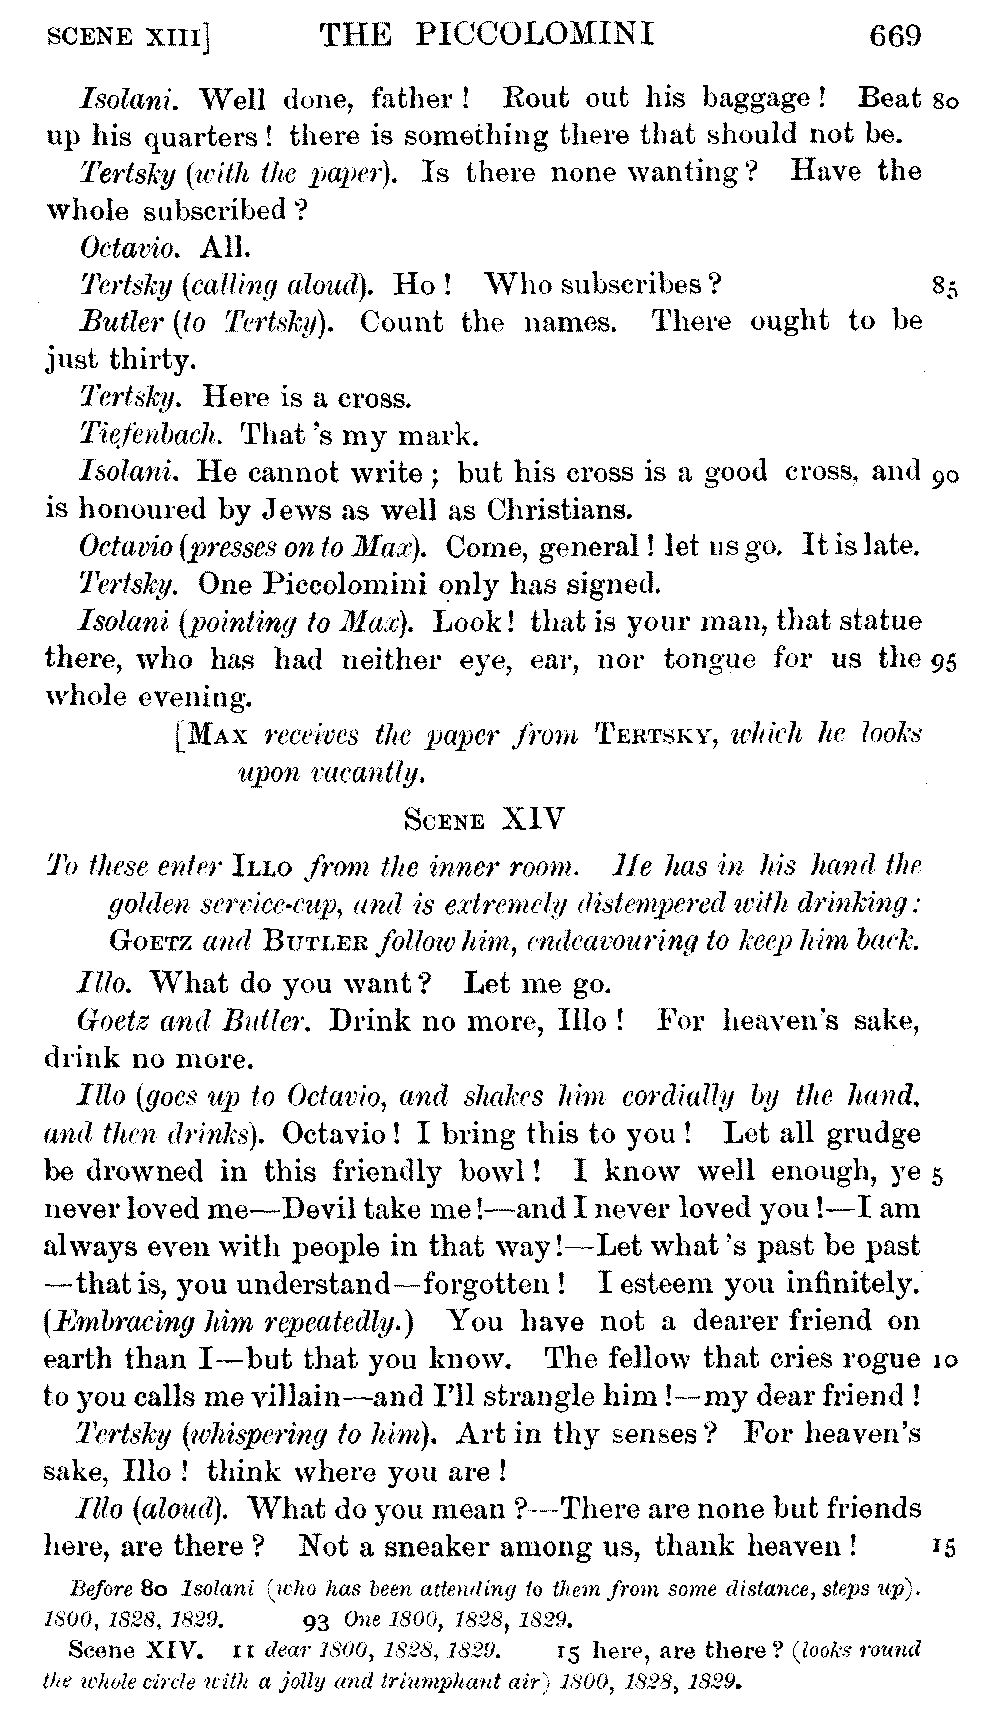 SCENE XIII] THE PICCOLOMINI 669
Isolani. Well done, father! Rout out his baggage! Beat 80
up his quarters! there is something there that should not be.
Tertsky (with the paper). Is there none wanting? Have the
whole subscribed?
Octavio. All.
Tertsky (calling aloud). Ho! Who subscribes? 85
Butler (to Tertsky). Count the names. There ought to be
just thirty.
Tertsky. Here is a cross.
Tiefenbach. That's my mark.
Isolani. He cannot write; but his cross is a good cross, and 90
is honoured by Jews as well as Christians.
Octavio (presses on to Max). Come, general! let us go. It is late.
Tertsky. One Piccolomini only has signed.
Isolani (pointing to Max). Look! that is your man, that statue
there, who has had neither eye, ear, nor tongue for us the 95
whole evening.
[MAX receives the paper from TERTSKY, which he looks
upon vacantly.
SCENE XIV
To these enter ILLO from the inner room. He has in his hand the
golden service-cup, and is extremely distempered with drinking:
GOETZ and BUTLER follow him, endeavouring to keep him back.
Illo. What do you want? Let me go.
Goetz and Butler. Drink no more, Illo! For heaven's sake,
drink no more.
Illo (goes up to Octavio, and shakes him cordially by the hand,
and then drinks). Octavio! I bring this to you! Let all grudge
be drowned in this friendly bowl! I know well enough, ye 5
never loved me—Devil take me!—and I never loved you!—I am
always even with people in that way!—Let what's past be past
—that is, you understand—forgotten! I esteem you infinitely.
(Embracing him repeatedly.) You have not a dearer friend on
earth than I—but that you know. The fellow that cries rogue 10
to you calls me villain—and I'll strangle him!—my dear friend!
Tertsky (whispering to him). Art in thy senses? For heaven's
sake, Illo! think where you are!
Illo (aloud). What do you mean?—There are none but friends
here, are there? Not a sneaker among us, thank heaven! 15
Before 80 Isolani (who has been attending to them from some distance, steps up).
1800, 1828, 1829. 93 One 1800, 1828, 1829.
Scene XIV. 11 dear 1800, 1828, 1829. 15 here, are there? (looks round
the whole circle with a jolly and triumphant air) 1800, 1828, 1829.